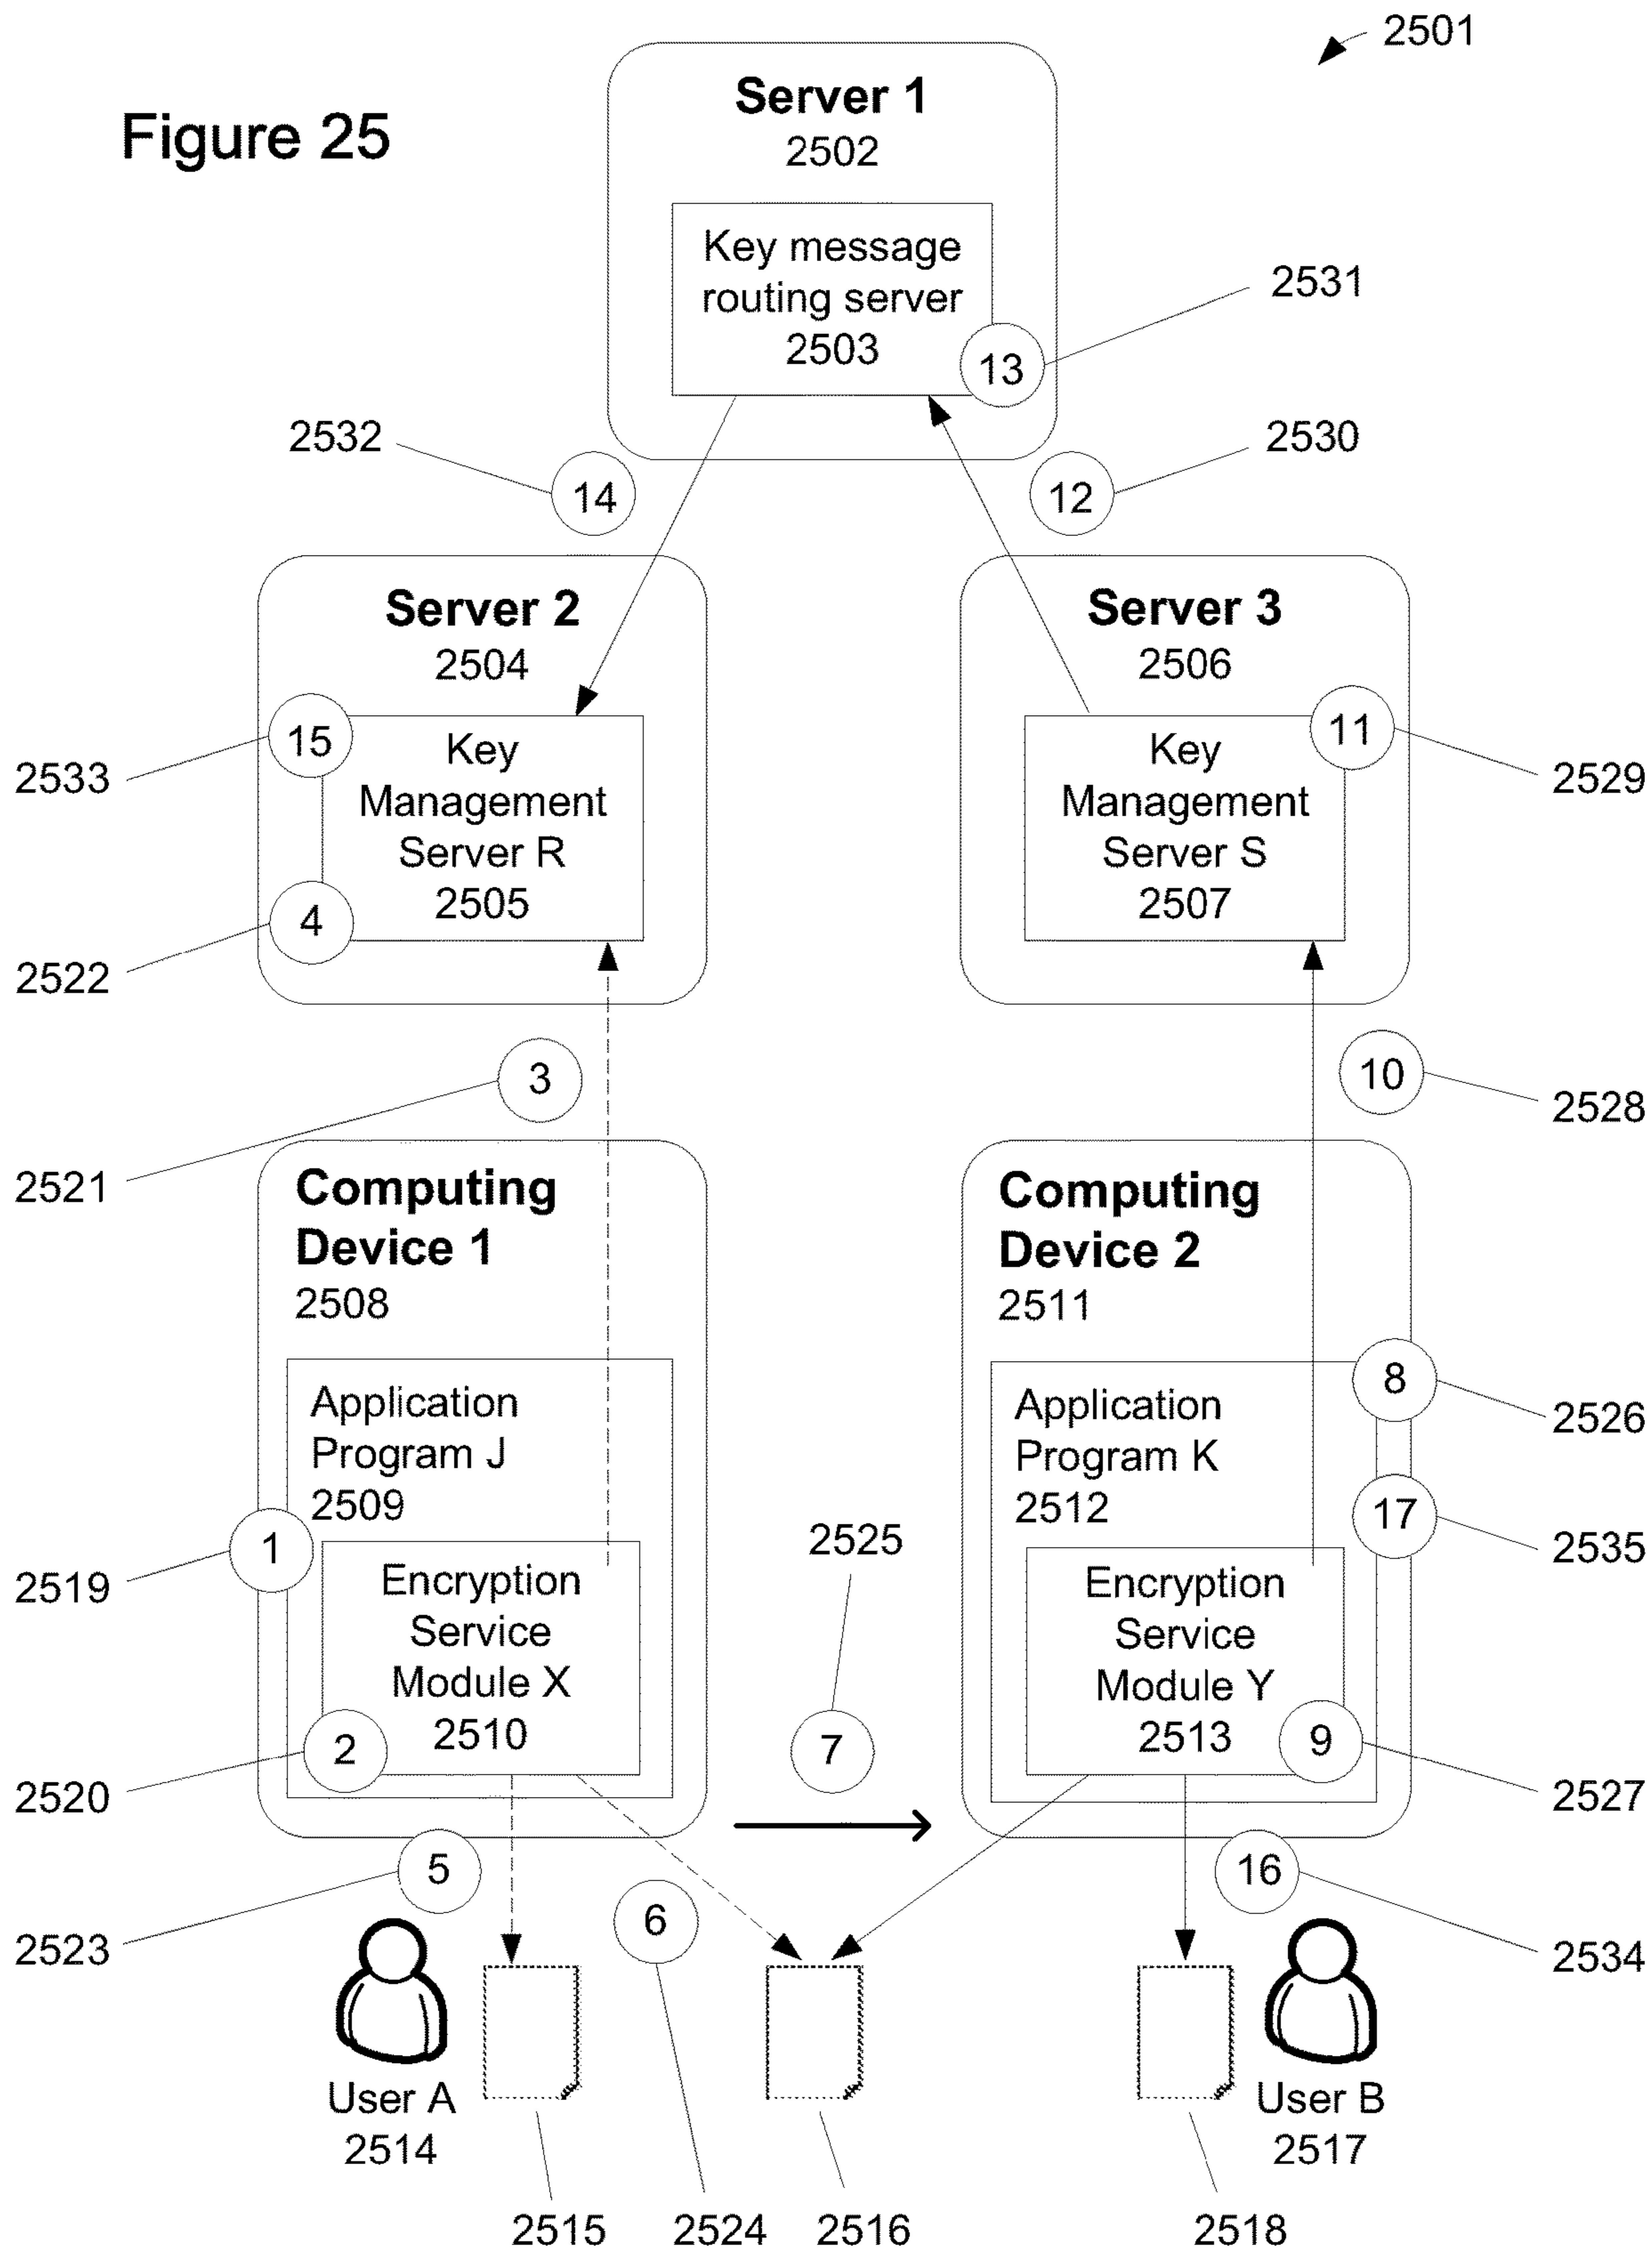 2501
Figure 25
Server 1
2502
Key message
routing server
2503
13
2531
2532
14
12
2530
Server 2
2504
15
2533
Key
Management
Server R
2505
4
2522
Server 3
2506
11
2529
Key
Management
Server S
2507
3
2521
10
2528
Computing
Device 1
2508
Application
Program J
2509
1
2519
Encryption
Service
Module X
2510
2
2520
2525
7
Computing
Device 2
2511
8
2526
Application
Program K
2512
17
2535
Encryption
Service
Module Y
2513
9
2527
5
2523
6
16
2534
User A
2514
User B
2517
2515
2524
2516
2518